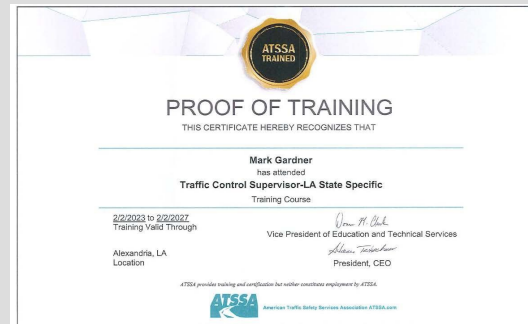 ATSSA
TRAINED
PROOF OF TRAINING
THIS CERTIFICATE HEREBY RECOGNIZES THAT
Mark Gardner
has attended
Traffic Control Supervisor-LA State Specific
Training Course
2/2/2023 to 2/2/2027
Training Valid Through
Vice President of Education and Technical Services
Alexandria, LA
Location
President, CEO
ATSSA provides training and certification but neither constitutes employment by ATSSA.
ATSSA American Traffic Safety Services Association ATSSA.com